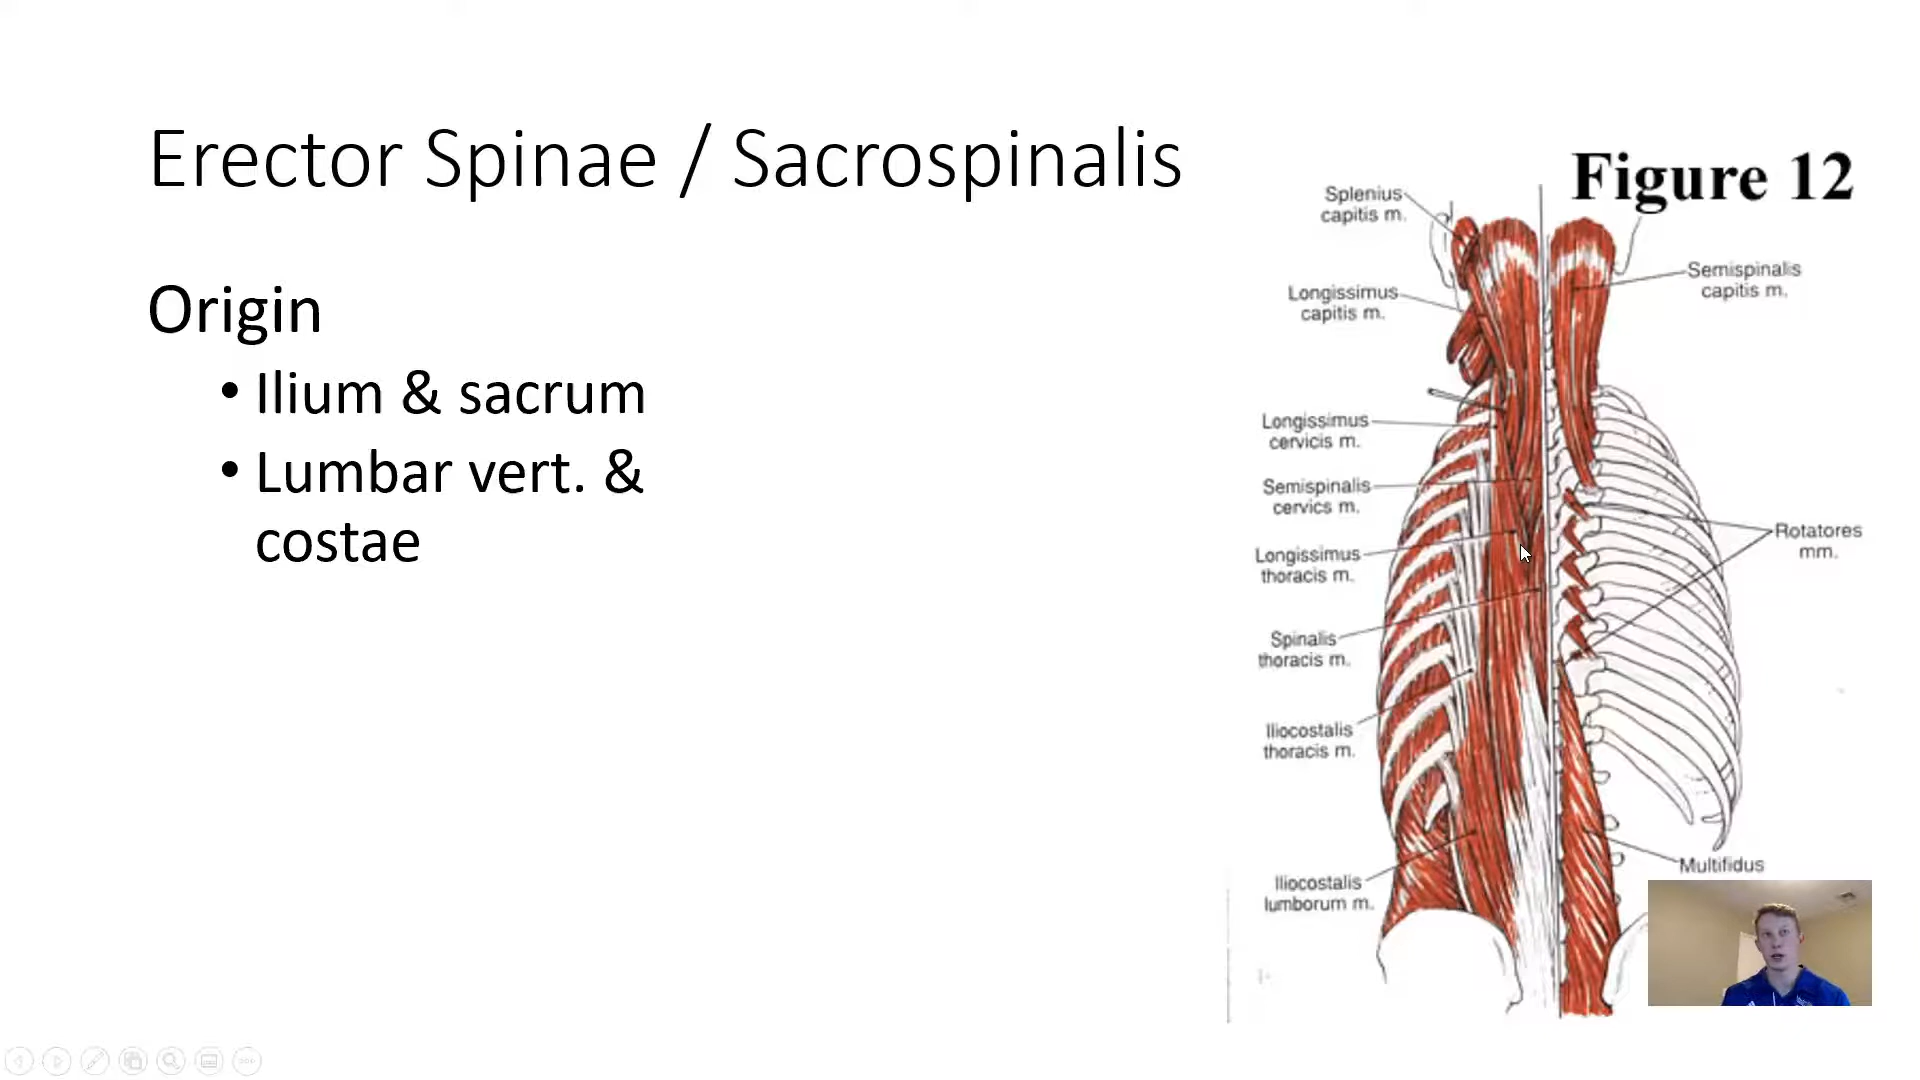 Erector Spinae / Sacrospinalis
Origin
• Ilium & sacrum
• Lumbar vert. &
costae
Figure 12
Splenius
capitis m.
Longissimus
capitis m.
Longissimus
cervicis m.
Semispinalis
cervics m.
Longissimus
thoracis m.
Spinalis
thoracis m.
Iliocostalis
thoracis m.
Iliocostalis
lumborum m.
Semispinalis
capitis m.
Rotatores
mm.
Multifidus